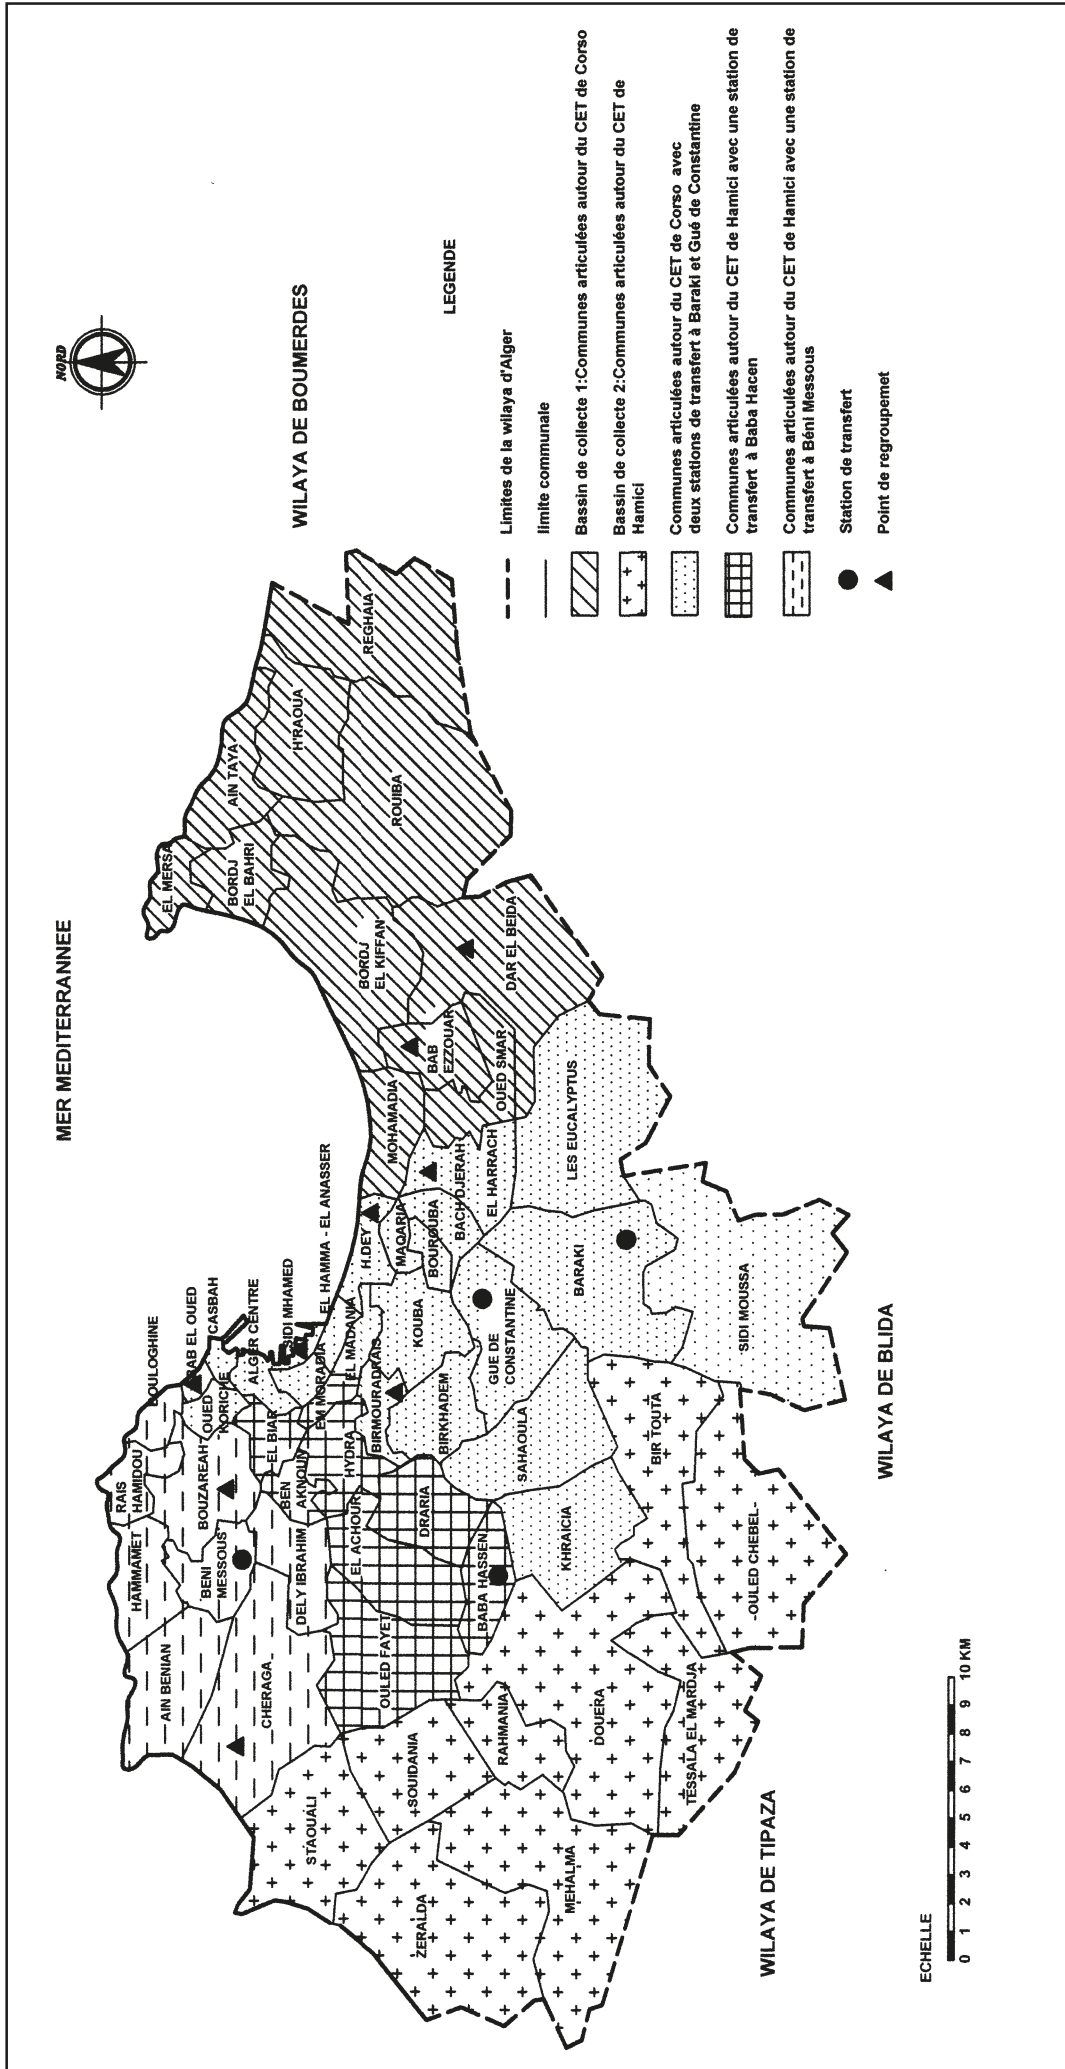 NORD
MER MEDITERRANNEE
WILAYA DE BOUMERDES
WILAYA DE BLIDA
WILAYA DE TIPAZA
EL MERSA
AIN TAYA
BORDJ
EL BAHRI
H'RAOUA
REGHAIA
ROUIBA
BORDJ
EL KIFFAN
DAR EL BEIDA
BAB
EZZOUAR
OUED SMAR
MOHAMADIA
LES EUCALYPTUS
EL HARRACH
BACH DJERAH
BOUROUBA
MAQARIA
H.DEY
EL HAMMA - EL ANASSER
SIDI MHAMED
ALGER CENTRE
CASBAH
BAB EL OUED
BOULOGHINE
OUED
KORICHE
EL MADANIA
EM MORADIA
KOUBA
BIRMOURADRAIS
BIRKHADEM
GUE DE
CONSTANTINE
BARAKI
SIDI MOUSSA
SAHAOULA
BIR TOUTA
KHRAICIA
-OULED CHEBEL-
RAIS
HAMIDOU
HAMMAMET
BOUZAREAH
BENI
MESSOUS
EL BIAR
BEN
AKNOUN
HYDRA
EL ACHOUR
DELY IBRAHIM
DRARIA
BABA HASSEN
OULED FAYET
AIN BENIAN
CHERAGA
STAOUALI
SOUIDANIA
RAHMANIA
DOUERA
TESSALA EL MARDJA
ZERALDA
MEHALMA
LEGENDE
Limites de la wilaya d'Alger
limite communale
Bassin de collecte 1:Communes articulées autour du CET de Corso
Bassin de collecte 2:Communes articulées autour du CET de
Hamici
Communes articulées autour du CET de Corso avec
deux stations de transfert à Baraki et Gué de Constantine
Communes articulées autour du CET de Hamici avec une station de
transfert à Baba Hacen
Communes articulées autour du CET de Hamici avec une station de
transfert à Béni Messous
Station de transfert
Point de regroupemet
ECHELLE
0 1 2 3 4 5 6 7 8 9 10 KM